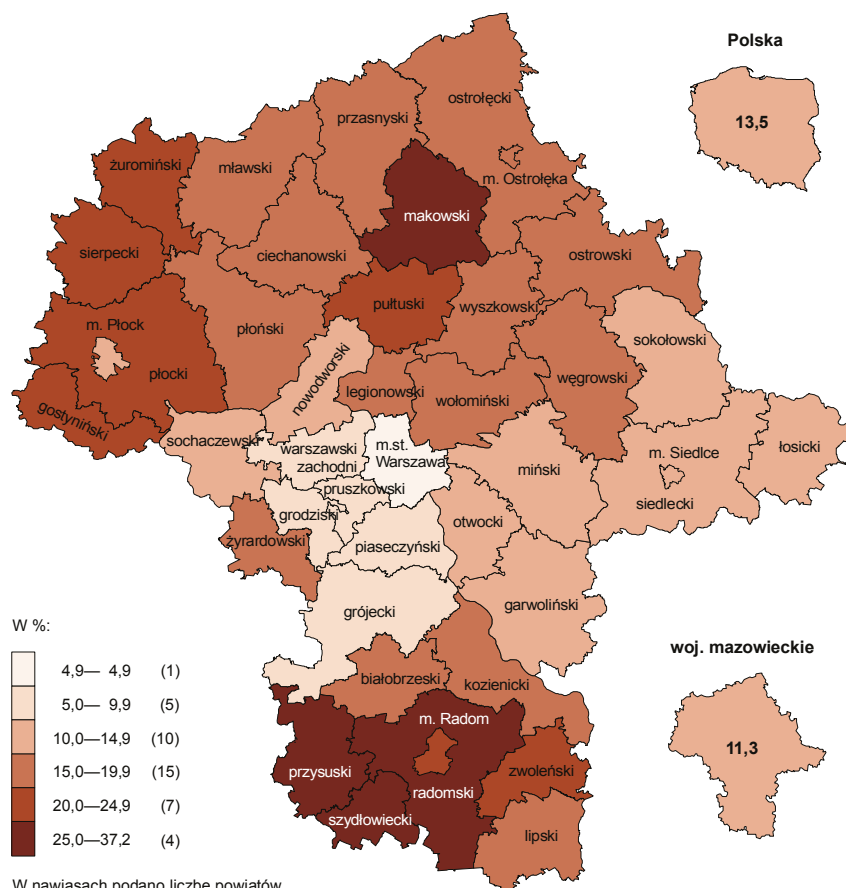 Polska
13,5
ostrołęcki
przasnyski
żuromiński
mławski
m. Ostrołęka
makowski
sierpecki
ciechanowski
ostrowski
pułtuski
wyszkowski
m. Płock
płoński
sokołowski
płocki
nowodworski
legionowski
wołomiński
węgrowski
gostyniński
sochaczewski
warszawski
zachodni
m.st.
Warszawa
miński
m. Siedlce
łosicki
pruszkowski
siedlecki
grodziski
otwocki
żyrardowski
piaseczyński
grójecki
garwoliński
W %:
woj. mazowieckie
11,3
białobrzeski
kozienicki
m. Radom
przysuski
zwoleński
radomski
szydłowiecki
lipski
4,9— 4,9 (1)
5,0— 9,9 (5)
10,0—14,9 (10)
15,0—19,9 (15)
20,0—24,9 (7)
25,0—37,2 (4)
W nawiasach podano liczbę powiatów